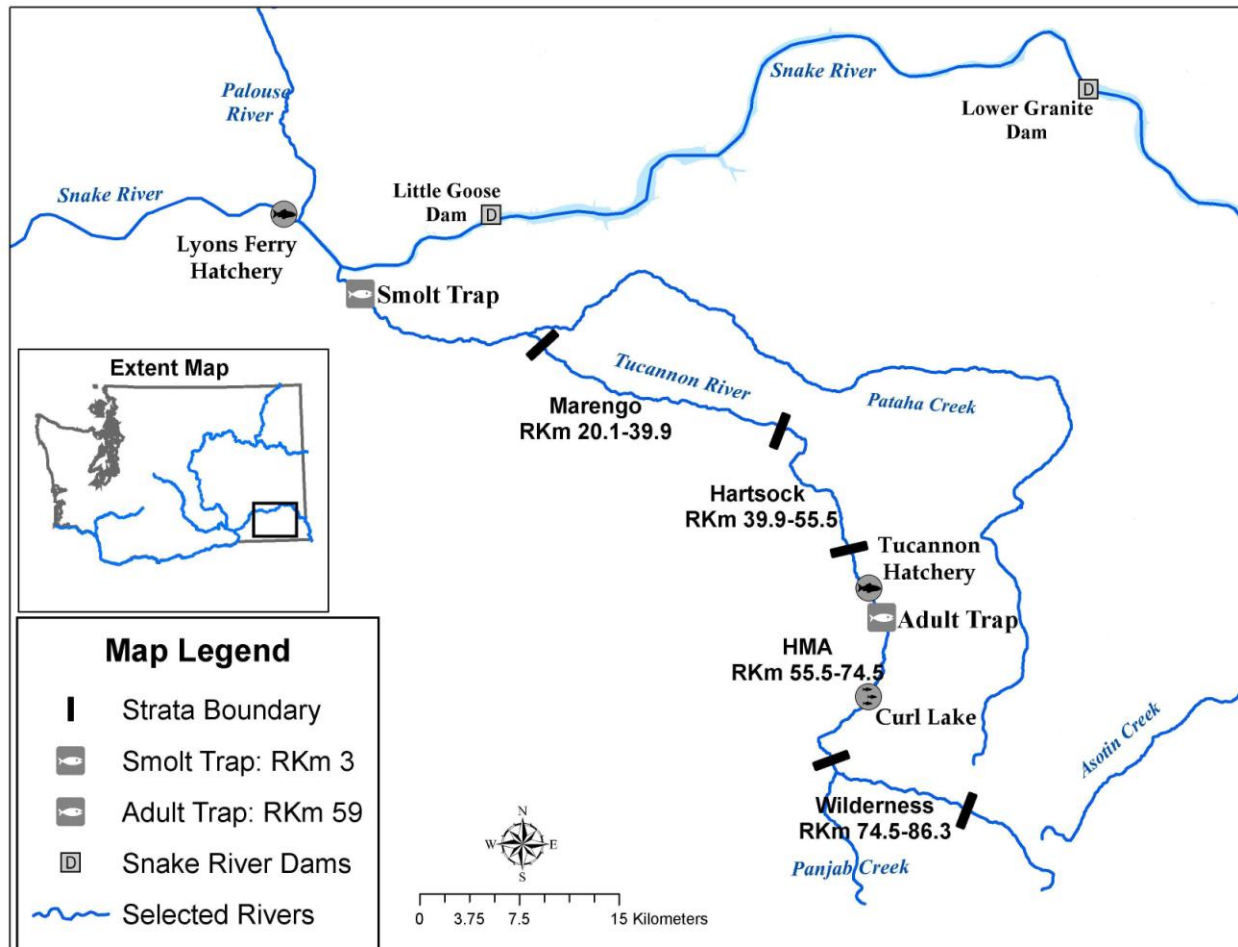 Palouse
River
Snake River
Lower Granite
Dam
D
Snake River
Little Goose
Dam
D
Lyons Ferry
Hatchery
Smolt Trap
Extent Map
Tucannon River
Pataha Creek
Marengo
RKm 20.1-39.9
Hartsock
RKm 39.9-55.5
Tucannon
Hatchery
Adult Trap
HMA
RKm 55.5-74.5
Curl Lake
Asotin Creek
Wilderness
RKm 74.5-86.3
Panjab Creek
Map Legend
Strata Boundary
Smolt Trap: RKm 3
Adult Trap: RKm 59
D Snake River Dams
Selected Rivers
N
W E
S
0 3.75 7.5 15 Kilometers